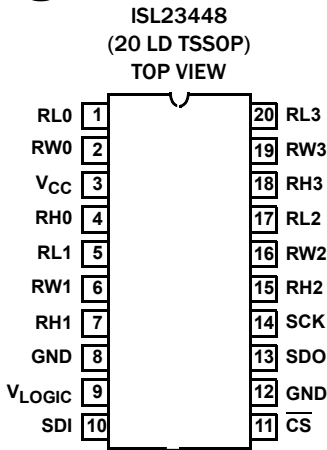 ISL23448
(20 LD TSSOP)
TOP VIEW
RL0 1 20 RL3
RW0 2 19 RW3
VCC 3 18 RH3
RH0 4 17 RL2
RL1 5 16 RW2
RW1 6 15 RH2
RH1 7 14 SCK
GND 8 13 SDO
VLOGIC 9 12 GND
SDI 10 11 C̅S̅